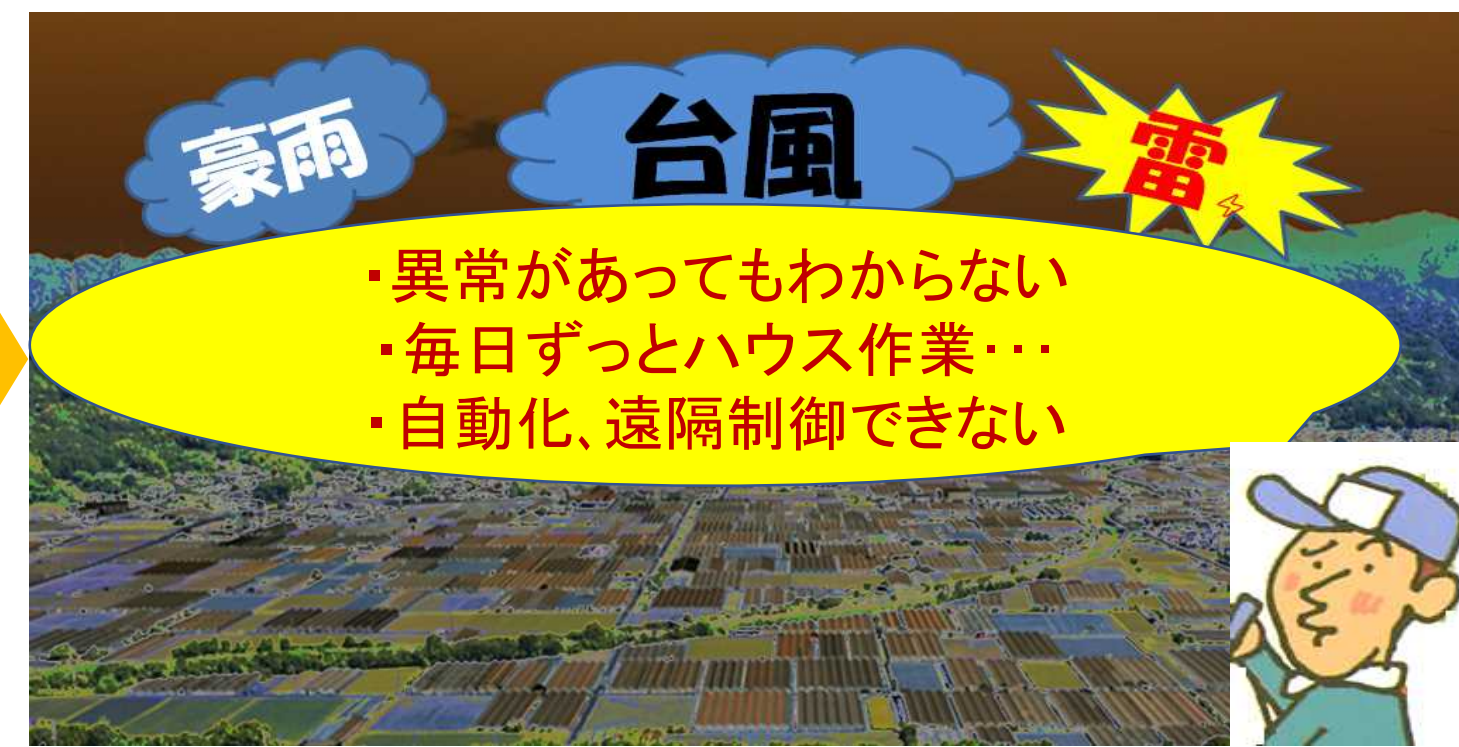 豪雨
台風
雷
・異常があってもわからない
・毎日ずっとハウス作業･･･
・自動化、遠隔制御できない